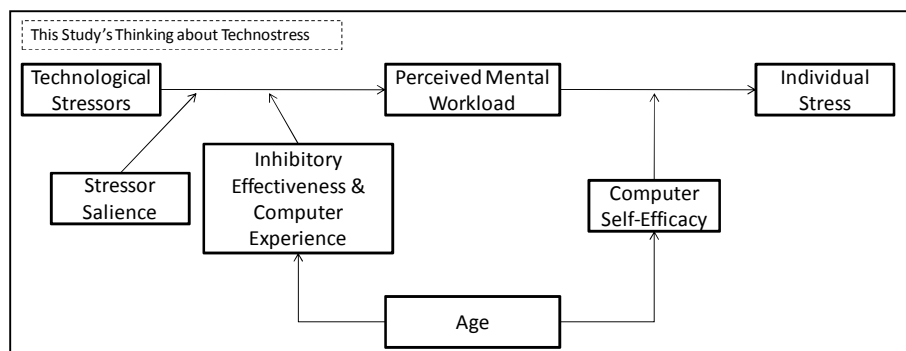 This Study's Thinking about Technostress
Technological
Stressors
Perceived Mental
Workload
Individual
Stress
Stressor
Salience
Inhibitory
Effectiveness &
Computer
Experience
Computer
Self-Efficacy
Age